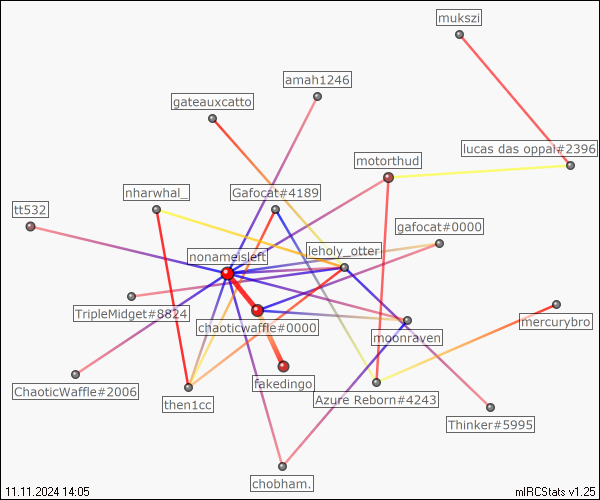 mukszi
amah1246
gateauxcatto
lucas das oppai#2396
motorthud
nharwhal_
Gafocat#4189
tt532
gafocat#0000
nonameisleft
leholy_otter
TripleMidget#8824
chaoticwaffle#0000
mercurybro
moonraven
fakedingo
ChaoticWaffle#2006
then1cc
Azure Reborn#4243
Thinker#5995
chobham.
11.11.2024 14:05
mIRCStats v1.25